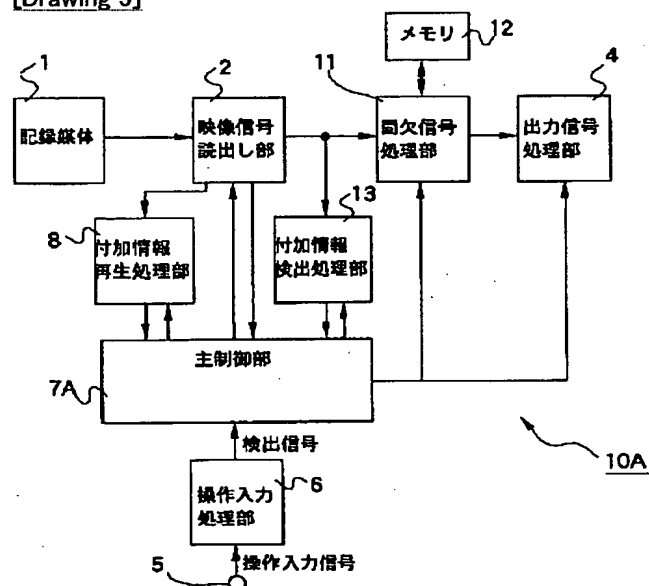 [Drawing 3]
メモリ
12
1
2
11
4
記録媒体
映像信号
読出し部
間欠信号
処理部
出力信号
処理部
8
付加情報
再生処理部
13
付加情報
検出処理部
7A
主制御部
検出信号
10A
操作入力
処理部
6
5
操作入力信号